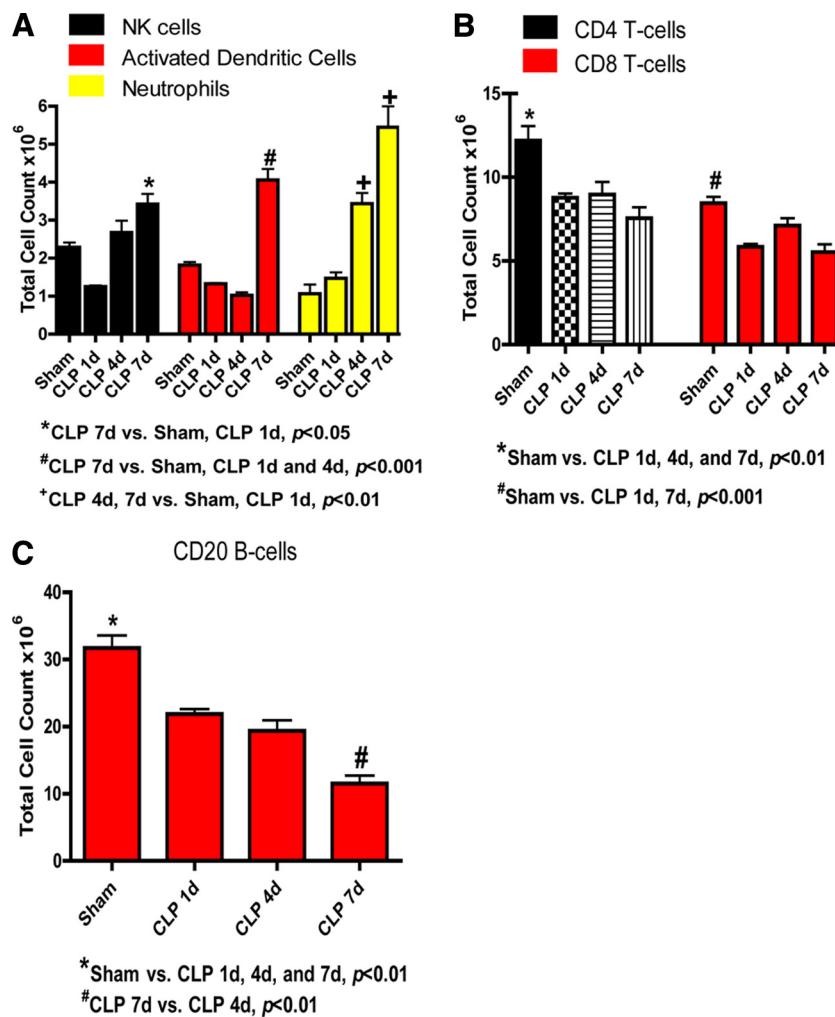 A
NK cells
Activated Dendritic Cells
Neutrophils
Total Cell Count x10⁶
6
5
4
3
2
1
0
*
#
+
+
Sham
CLP 1d
CLP 4d
CLP 7d
Sham
CLP 1d
CLP 4d
CLP 7d
Sham
CLP 1d
CLP 4d
CLP 7d
*CLP 7d vs. Sham, CLP 1d, p<0.05
#CLP 7d vs. Sham, CLP 1d and 4d, p<0.001
+CLP 4d, 7d vs. Sham, CLP 1d, p<0.01
B
CD4 T-cells
CD8 T-cells
Total Cell Count x10⁶
15
10
5
0
*
#
Sham
CLP 1d
CLP 4d
CLP 7d
Sham
CLP 1d
CLP 4d
CLP 7d
*Sham vs. CLP 1d, 4d, and 7d, p<0.01
#Sham vs. CLP 1d, 7d, p<0.001
C
CD20 B-cells
Total Cell Count x10⁶
40
30
20
10
0
*
#
Sham
CLP 1d
CLP 4d
CLP 7d
*Sham vs. CLP 1d, 4d, and 7d, p<0.01
#CLP 7d vs. CLP 4d, p<0.01